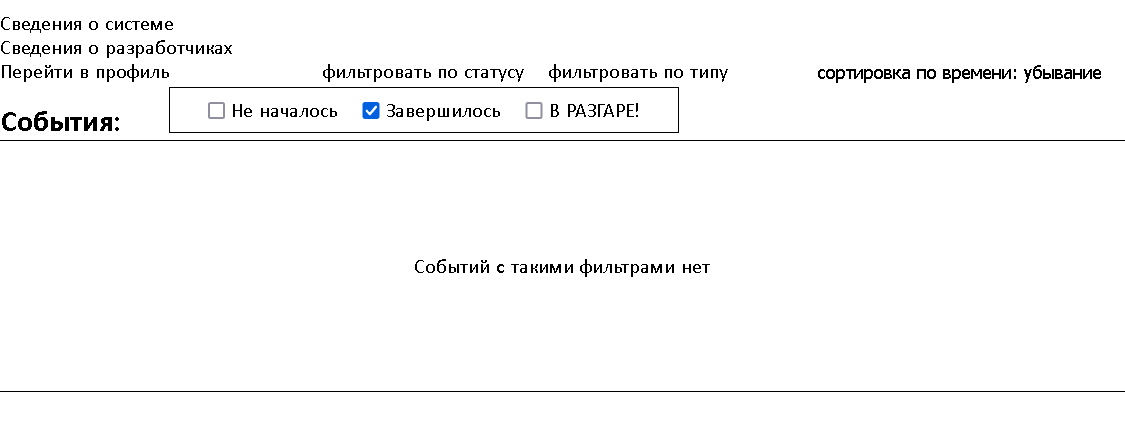 Сведения о системе
Сведения о разработчиках
Перейти в профиль фильтровать по статусу фильтровать по типу сортировка по времени: убывание
События: Не началось Завершилось В РАЗГАРЕ!
Событий с такими фильтрами нет